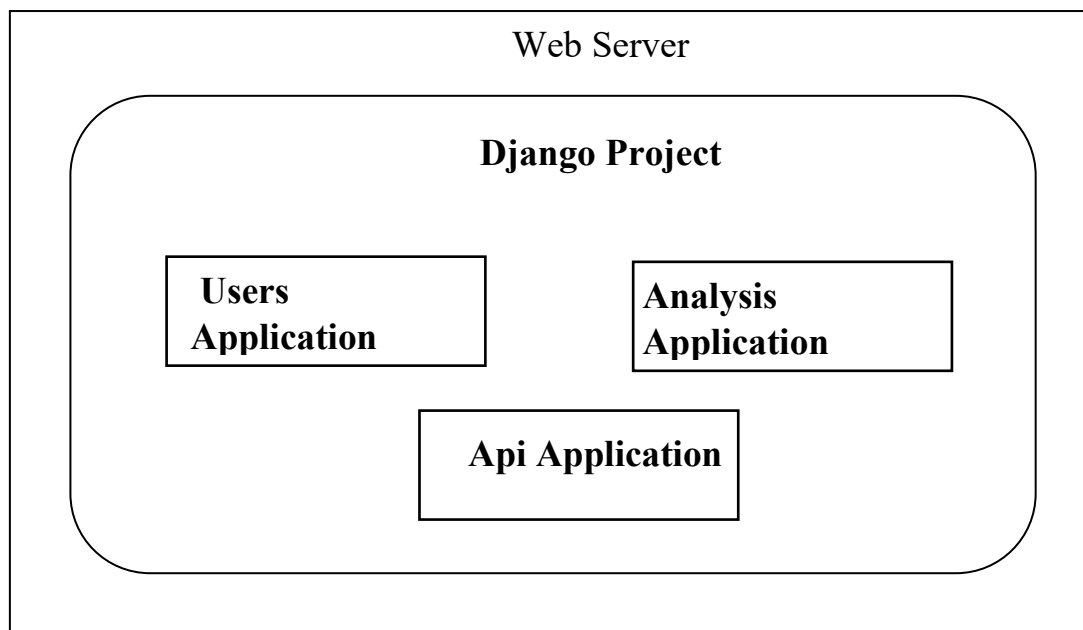 Web Server
Django Project
Users
Application
Analysis
Application
Api Application